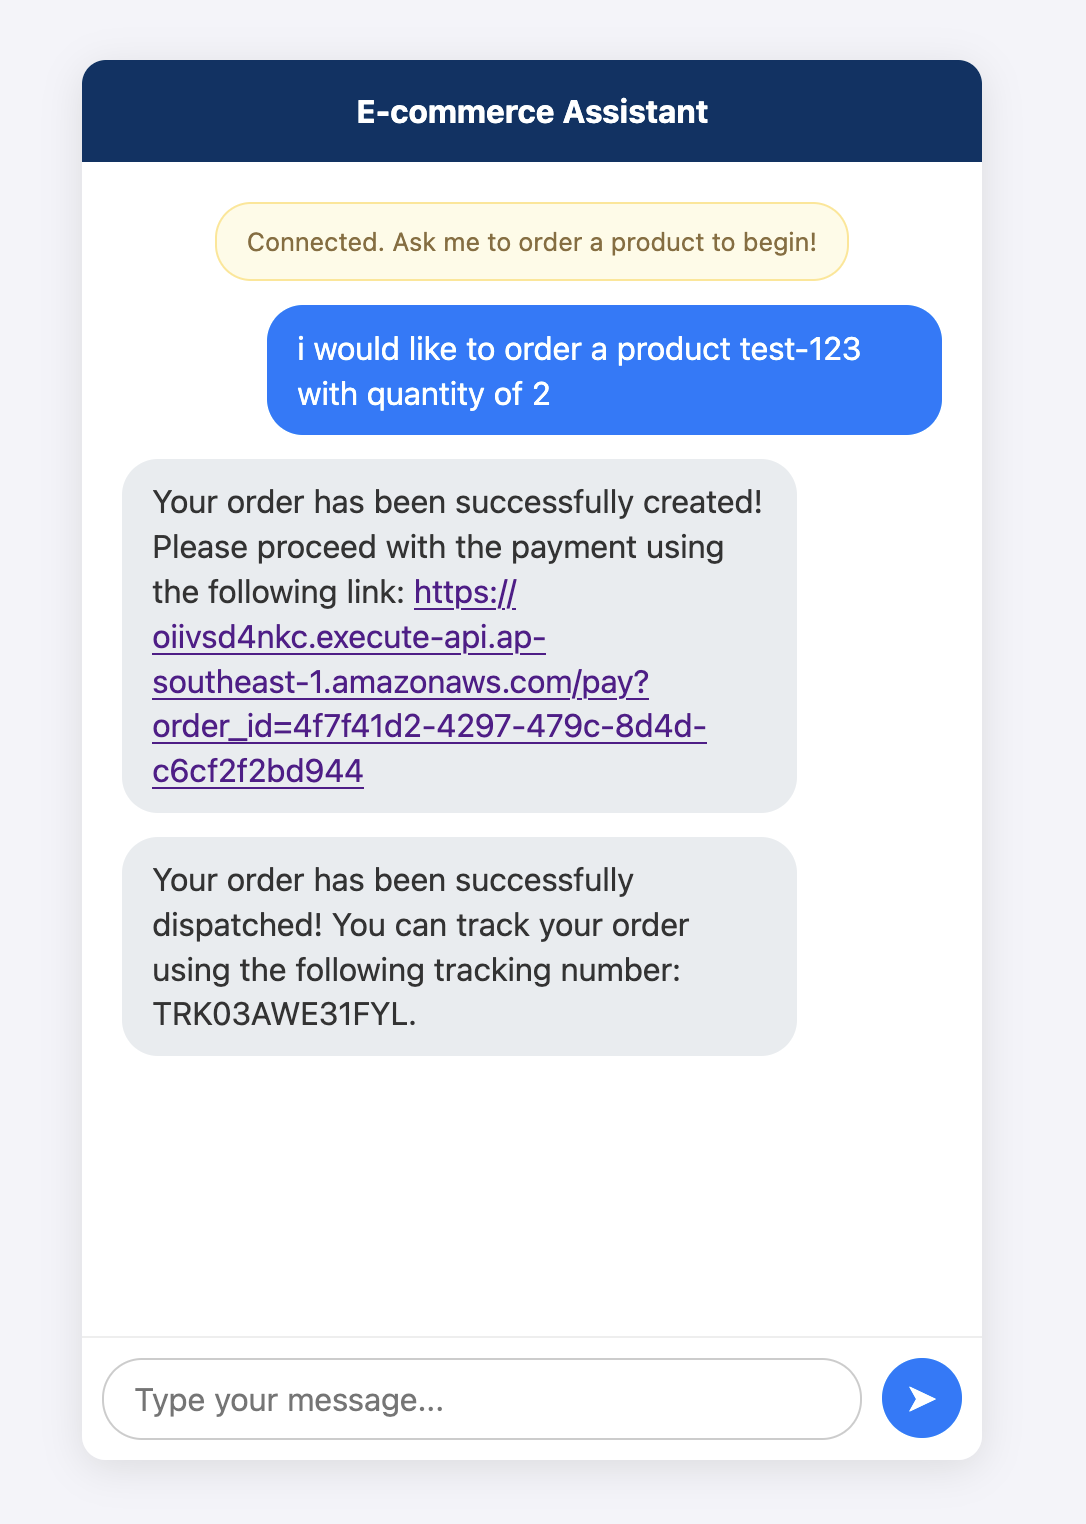 E-commerce Assistant
Connected. Ask me to order a product to begin!
i would like to order a product test-123
with quantity of 2
Your order has been successfully created!
Please proceed with the payment using
the following link: https://
oiivsd4nkc.execute-api.ap-
southeast-1.amazonaws.com/pay?
order_id=4f7f41d2-4297-479c-8d4d-
c6cf2f2bd944
Your order has been successfully
dispatched! You can track your order
using the following tracking number:
TRK03AWE31FYL.
Type your message...